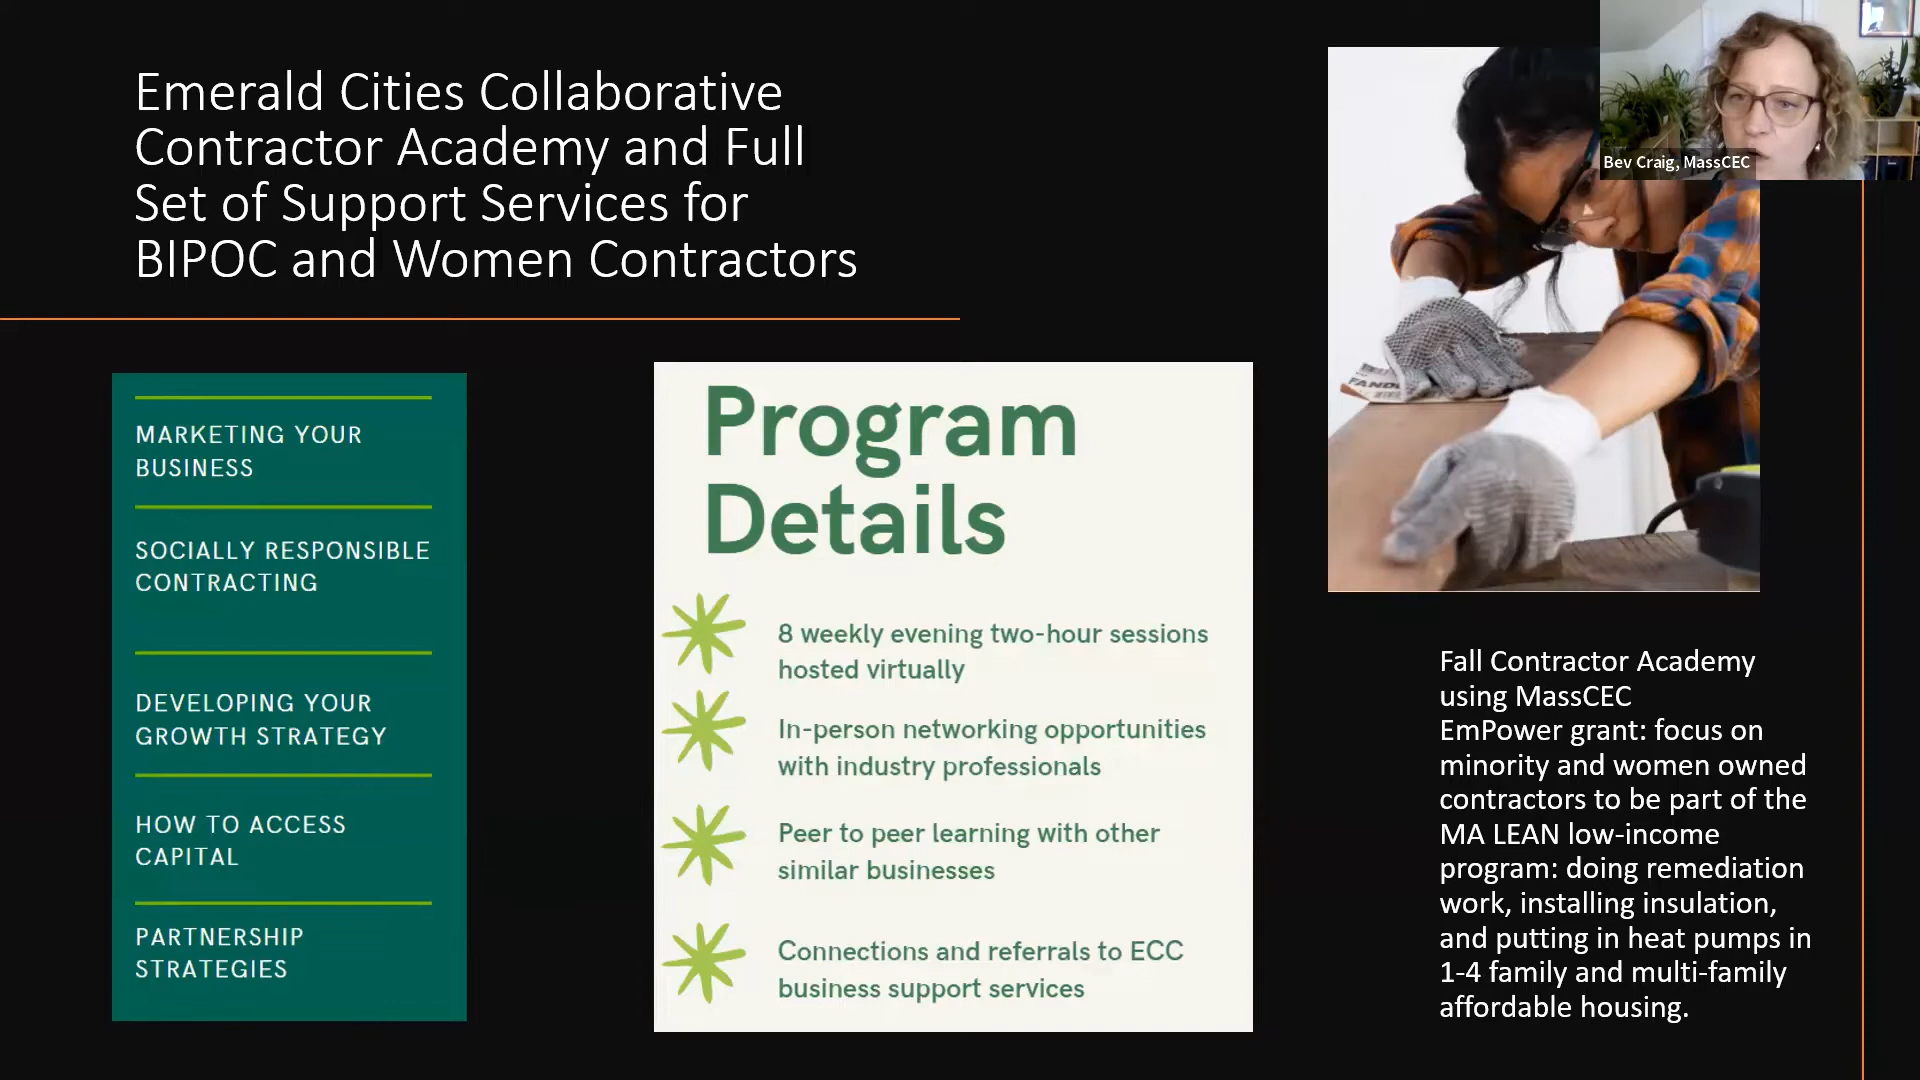 Emerald Cities Collaborative
Contractor Academy and Full
Set of Support Services for
BIPOC and Women Contractors
Bev Craig, MassCEC
MARKETING YOUR
BUSINESS
SOCIALLY RESPONSIBLE
CONTRACTING
DEVELOPING YOUR
GROWTH STRATEGY
HOW TO ACCESS
CAPITAL
PARTNERSHIP
STRATEGIES
Program
Details
8 weekly evening two-hour sessions
hosted virtually
In-person networking opportunities
with industry professionals
Peer to peer learning with other
similar businesses
Connections and referrals to ECC
business support services
Fall Contractor Academy
using MassCEC
EmPower grant: focus on
minority and women owned
contractors to be part of the
MA LEAN low-income
program: doing remediation
work, installing insulation,
and putting in heat pumps in
1-4 family and multi-family
affordable housing.